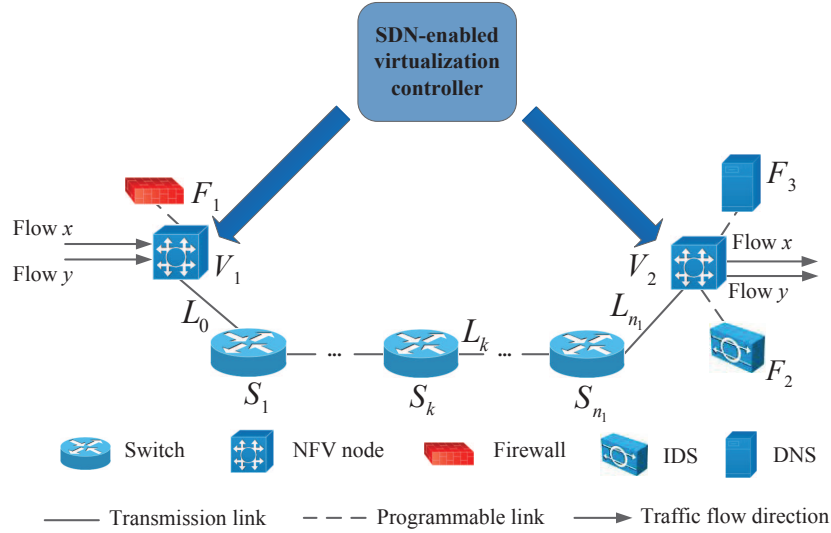 SDN-enabled
virtualization
controller
F₁
F₃
Flow x
Flow y
V₁
V₂
Flow x
Flow y
L₀
Lₙ₁
S₁
Sₖ
Lₖ
Sₙ₁
F₂
...
...
Switch
NFV node
Firewall
IDS
DNS
Transmission link
Programmable link
Traffic flow direction